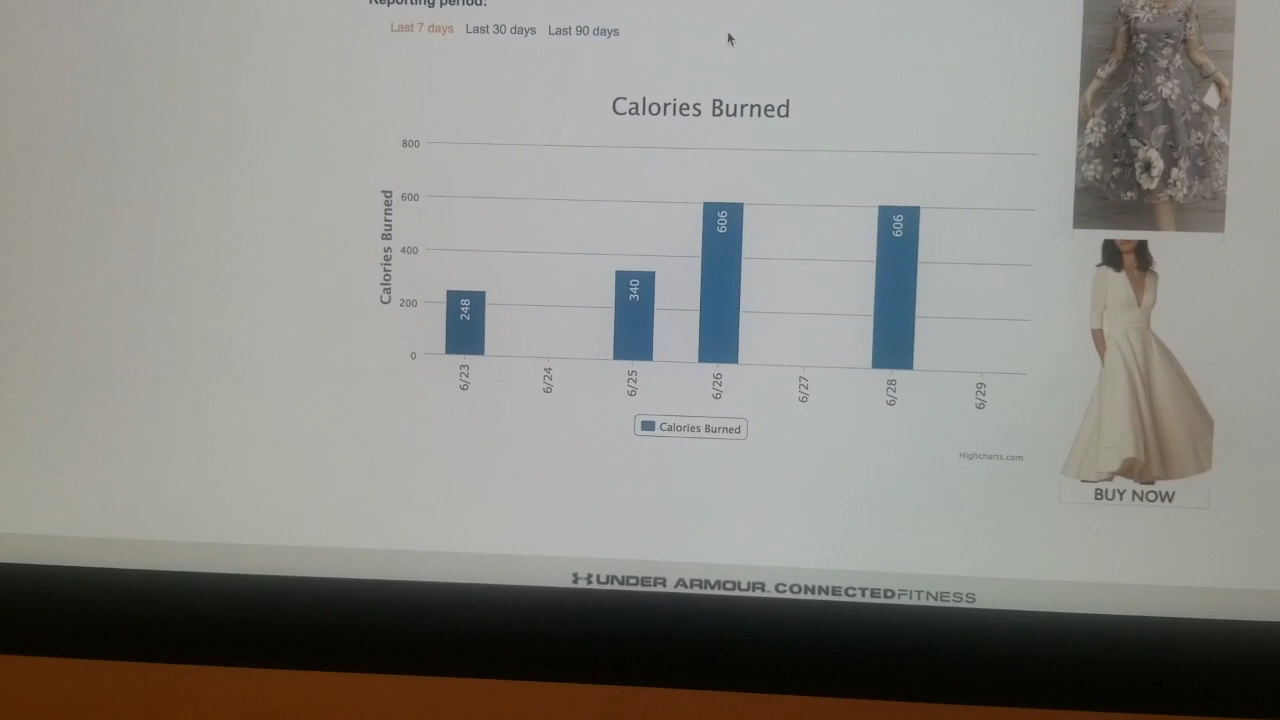 Reporting period:
Last 7 days Last 30 days Last 90 days
Calories Burned
Calories Burned
800
600
400
200
0
248
340
606
606
6/23
6/24
6/25
6/26
6/27
6/28
6/29
Calories Burned
Highcharts.com
BUY NOW
UNDER ARMOUR. CONNECTEDFITNESS